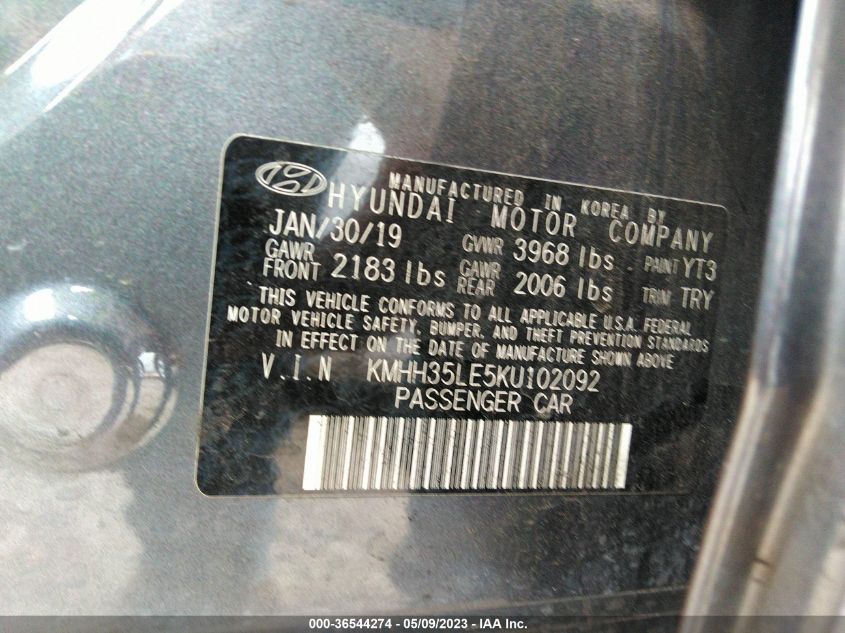 MANUFACTURED IN KOREA BY
HYUNDAI MOTOR COMPANY
JAN/30/19 GVWR 3968 lbs PAINT YT3
GAWR FRONT 2183 lbs GAWR REAR 2006 lbs TRIM TRY
THIS VEHICLE CONFORMS TO ALL APPLICABLE U.S.A. FEDERAL
MOTOR VEHICLE SAFETY, BUMPER, AND THEFT PREVENTION STANDARDS
IN EFFECT ON THE DATE OF MANUFACTURE SHOWN ABOVE
V.I.N KMHH35LE5KU102092
PASSENGER CAR
000-36544274 - 05/09/2023 - IAA Inc.